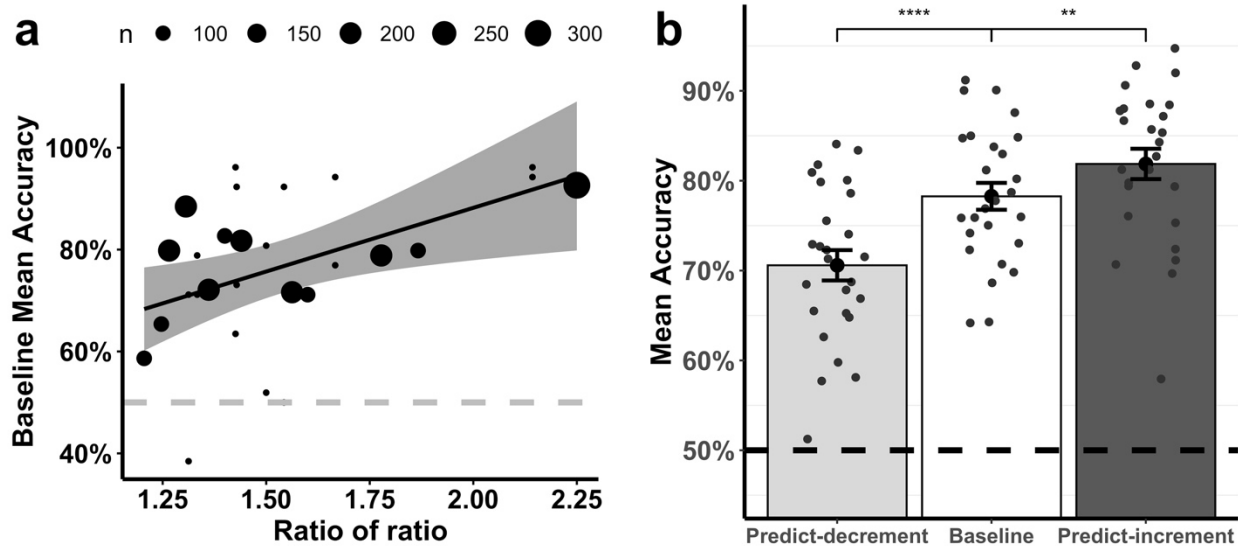 a
n 100 150 200 250 300
Baseline Mean Accuracy
100%
80%
60%
40%
1.25 1.50 1.75 2.00 2.25
Ratio of ratio
b
**** **
Mean Accuracy
90%
80%
70%
60%
50%
Predict-decrement Baseline Predict-increment